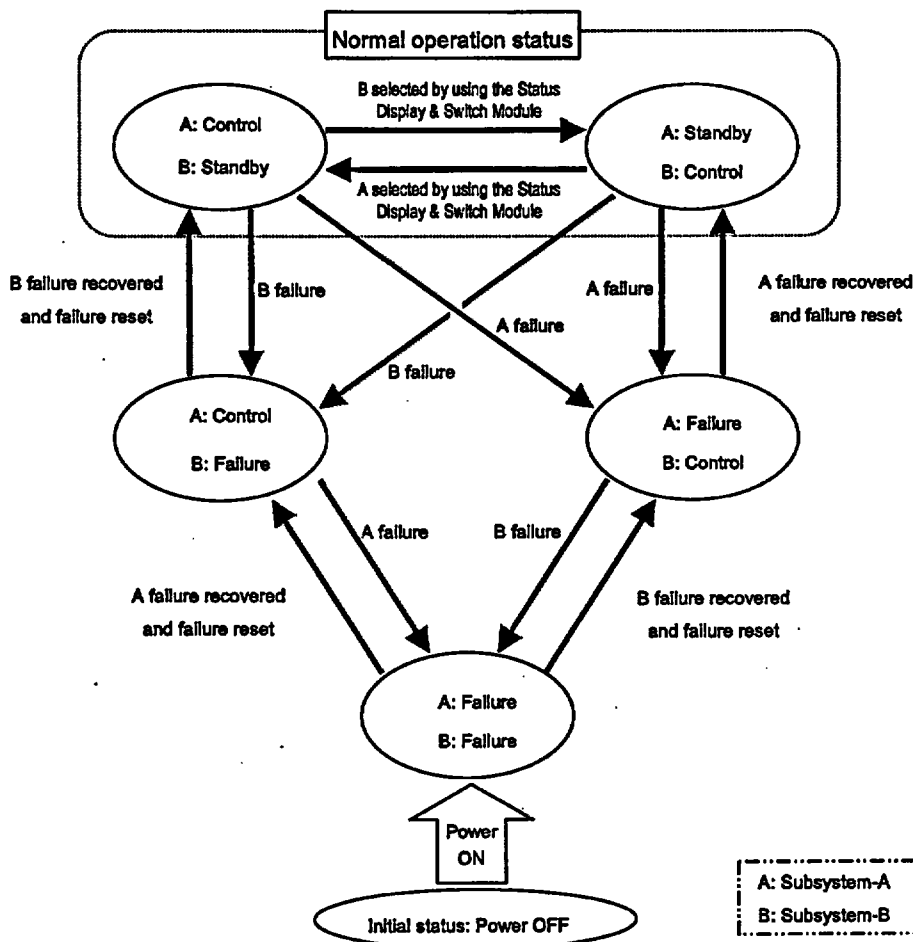 Normal operation status
B selected by using the Status
Display & Switch Module
A: Control
B: Standby
A: Standby
B: Control
A selected by using the Status
Display & Switch Module
B failure recovered
and failure reset
B failure
A failure
B failure
A failure
A failure recovered
and failure reset
A: Control
B: Failure
A: Failure
B: Control
A failure
B failure
A failure recovered
and failure reset
B failure recovered
and failure reset
A: Failure
B: Failure
Power
ON
Initial status: Power OFF
A: Subsystem-A
B: Subsystem-B